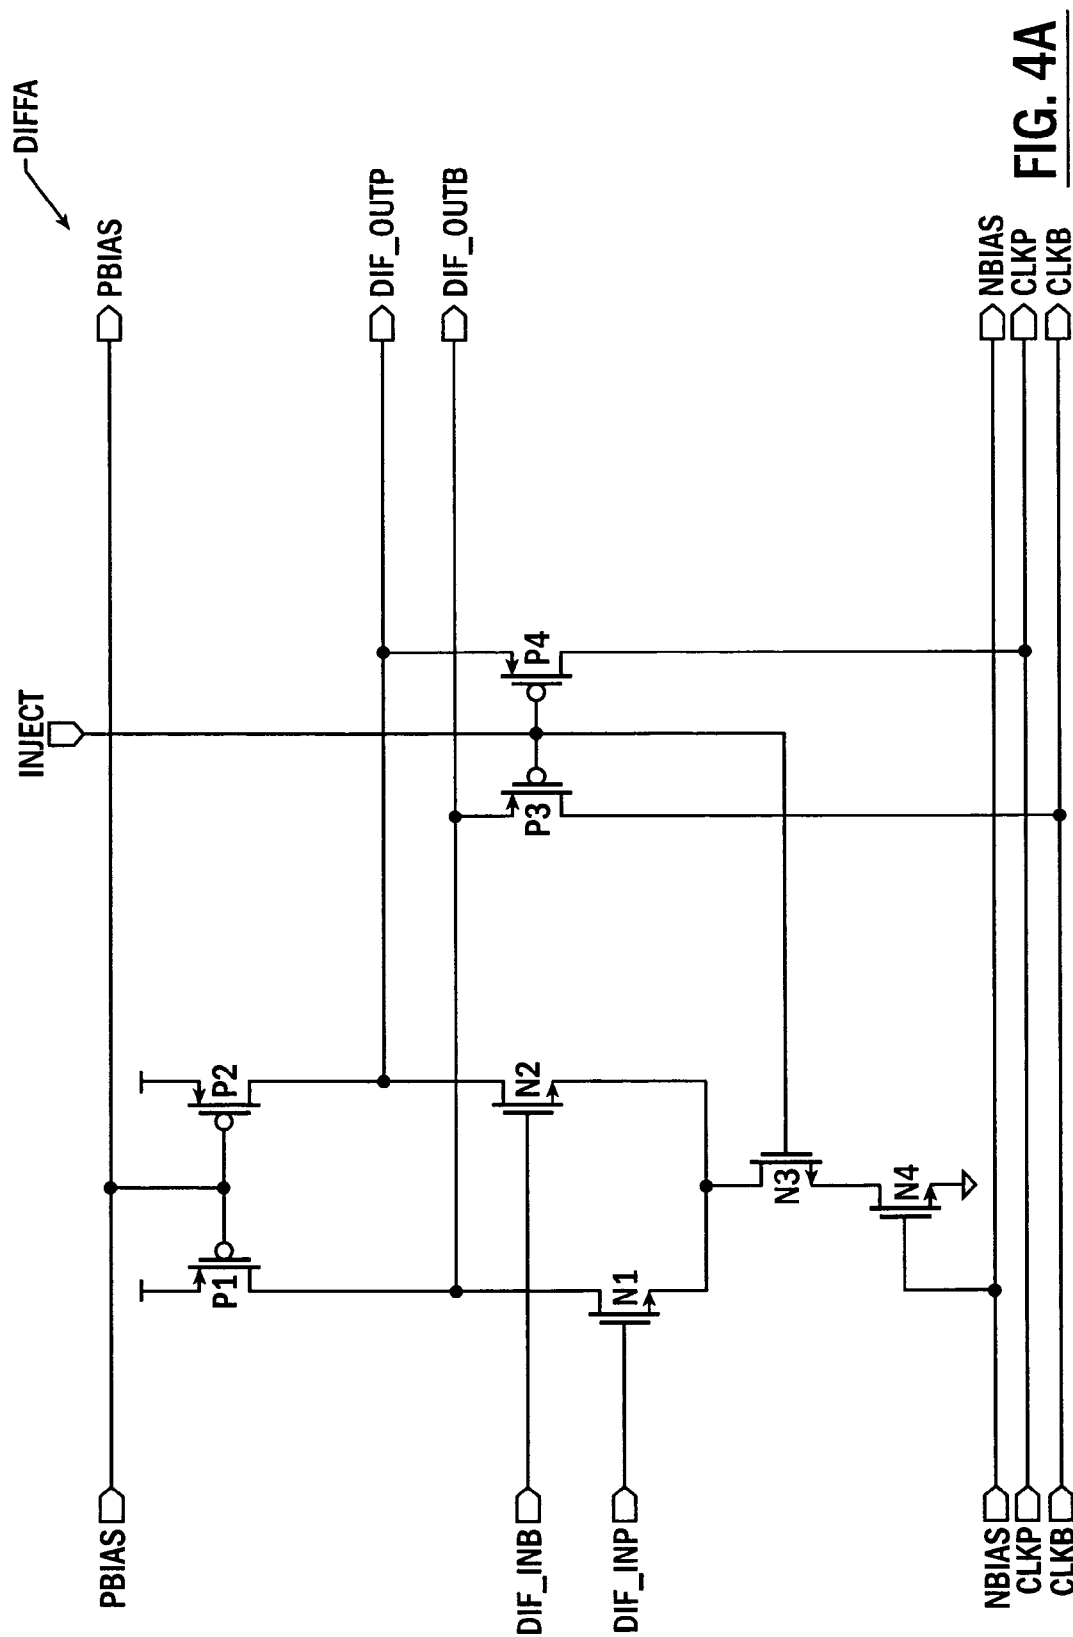 DIFFA
INJECT
PBIAS
PBIAS
P1
P2
DIF_OUTP
DIF_OUTB
DIF_INB
N2
P3
P4
DIF_INP
N1
N3
N4
NBIAS
NBIAS
CLKP
CLKP
CLKB
CLKB
FIG. 4A